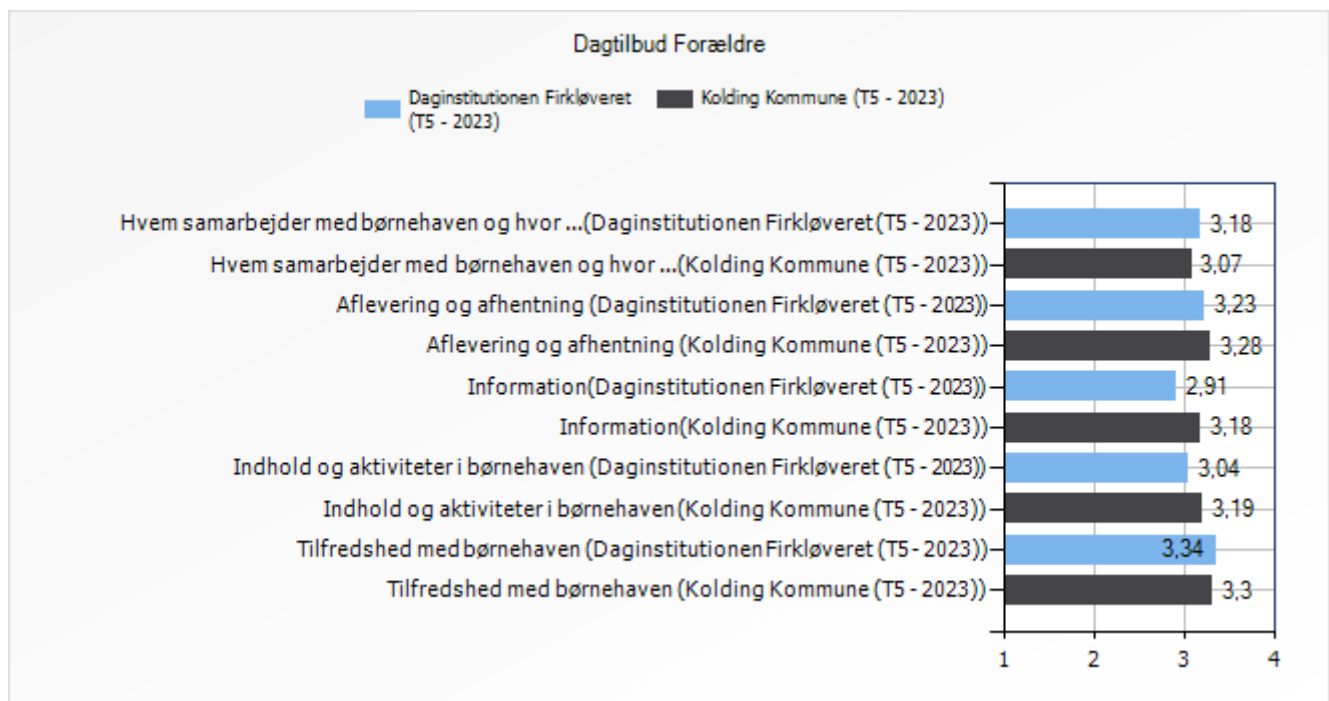 Dagtilbud Forældre
Daginstitutionen Firkløveret
(T5 - 2023)
Kolding Kommune (T5 - 2023)
Hvem samarbejder med børnehaven og hvor ...(Daginstitutionen Firkløveret (T5 - 2023)) 3,18
Hvem samarbejder med børnehaven og hvor ...(Kolding Kommune (T5 - 2023)) 3,07
Aflevering og afhentning (Daginstitutionen Firkløveret (T5 - 2023)) 3,23
Aflevering og afhentning (Kolding Kommune (T5 - 2023)) 3,28
Information(Daginstitutionen Firkløveret (T5 - 2023)) 2,91
Information(Kolding Kommune (T5 - 2023)) 3,18
Indhold og aktiviteter i børnehaven (Daginstitutionen Firkløveret (T5 - 2023)) 3,04
Indhold og aktiviteter i børnehaven (Kolding Kommune (T5 - 2023)) 3,19
Tilfredshed med børnehaven (Daginstitutionen Firkløveret (T5 - 2023)) 3,34
Tilfredshed med børnehaven (Kolding Kommune (T5 - 2023)) 3,3
1 2 3 4